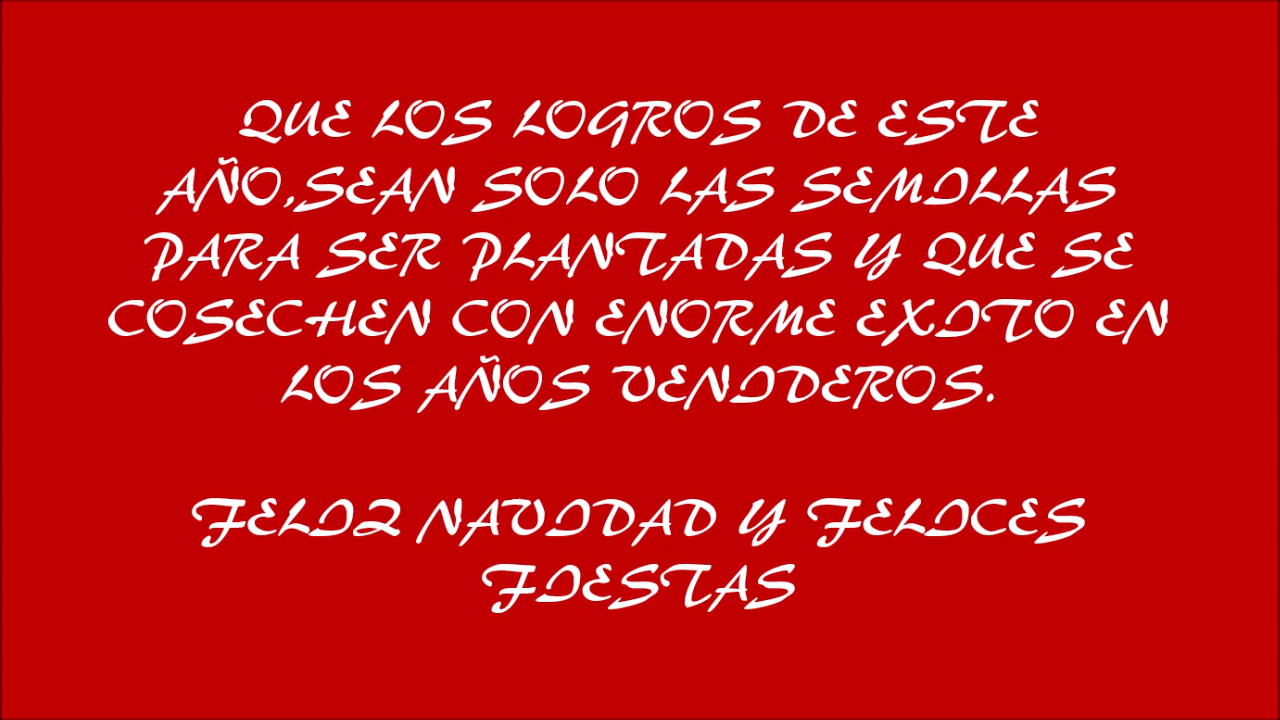 QUE LOS LOGROS DE ESTE
AÑO,SEAN SOLO LAS SEMILLAS
PARA SER PLANTADAS Y QUE SE
COSECHEN CON ENORME EXITO EN
LOS AÑOS VENIDEROS.
FELIZ NAVIDAD Y FELICES
FIESTAS